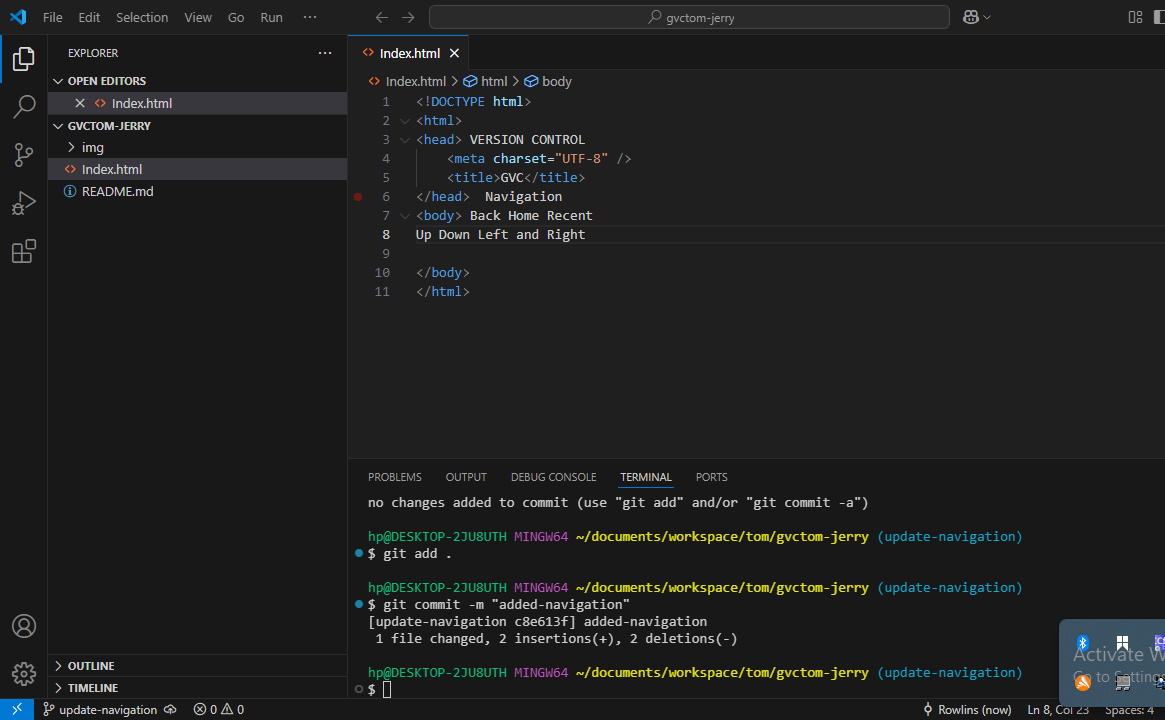 File Edit Selection View Go Run ···
gvctom-jerry
EXPLORER ···
OPEN EDITORS
Index.html
GVCTOM-JERRY
img
Index.html
README.md
OUTLINE
TIMELINE
Index.html
Index.html > html > body
1 <!DOCTYPE html>
2 <html>
3 <head> VERSION CONTROL
4     <meta charset="UTF-8" />
5     <title>GVC</title>
6 </head>  Navigation
7 <body> Back Home Recent
8 Up Down Left and Right
9
10 </body>
11 </html>
PROBLEMS OUTPUT DEBUG CONSOLE TERMINAL PORTS
no changes added to commit (use "git add" and/or "git commit -a")
hp@DESKTOP-2JU8UTH MINGW64 ~/documents/workspace/tom/gvctom-jerry (update-navigation)
$ git add .
hp@DESKTOP-2JU8UTH MINGW64 ~/documents/workspace/tom/gvctom-jerry (update-navigation)
$ git commit -m "added-navigation"
[update-navigation c8e613f] added-navigation
 1 file changed, 2 insertions(+), 2 deletions(-)
hp@DESKTOP-2JU8UTH MINGW64 ~/documents/workspace/tom/gvctom-jerry (update-navigation)
$
Activate W
Go to Settings
update-navigation 0 0 Rowlins (now) Ln 8, Col 23 Spaces: 4